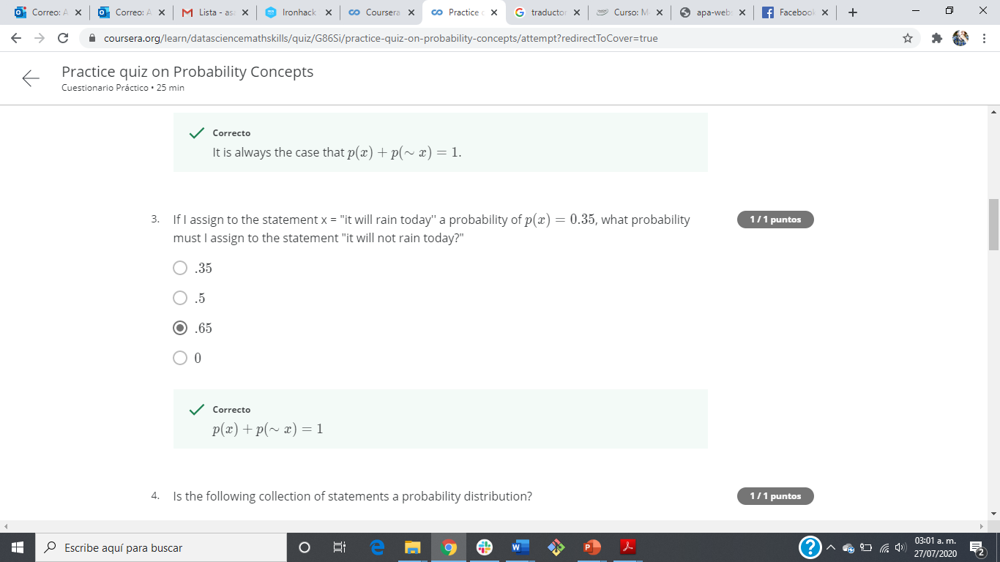 Correo: A
Correo: A
Lista - asa
Ironhack
Coursera
Practice c
traductor
Curso: M
apa-web
Facebook
coursera.org/learn/datasciencemathskills/quiz/G86Si/practice-quiz-on-probability-concepts/attempt?redirectToCover=true
Practice quiz on Probability Concepts
Cuestionario Práctico • 25 min
Correcto
It is always the case that p(x) + p(∼ x) = 1.
3. If I assign to the statement x = "it will rain today'' a probability of p(x) = 0.35, what probability
must I assign to the statement "it will not rain today?"
1 / 1 puntos
.35
.5
.65
0
Correcto
p(x) + p(∼ x) = 1
4. Is the following collection of statements a probability distribution?
1 / 1 puntos
Escribe aquí para buscar
03:01 a. m.
27/07/2020
2